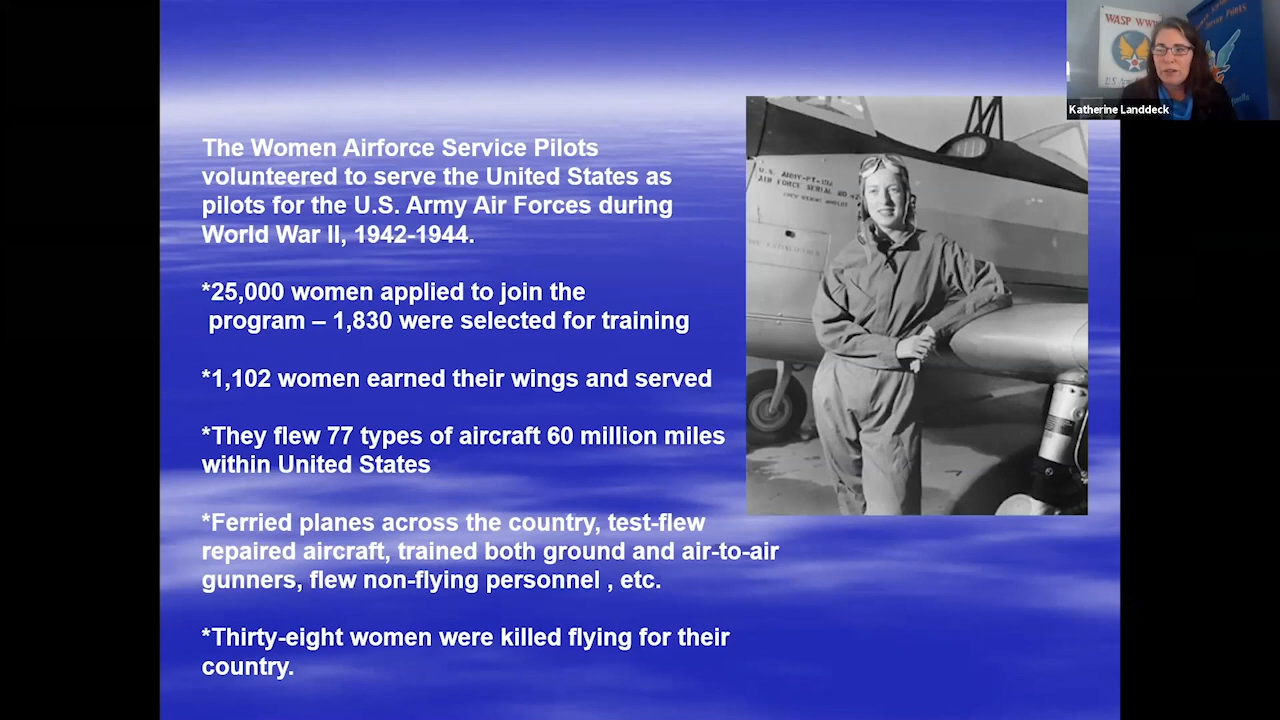 WASP WWII
Katherine Landdeck
The Women Airforce Service Pilots
volunteered to serve the United States as
pilots for the U.S. Army Air Forces during
World War II, 1942-1944.
*25,000 women applied to join the
program – 1,830 were selected for training
*1,102 women earned their wings and served
*They flew 77 types of aircraft 60 million miles
within United States
*Ferried planes across the country, test-flew
repaired aircraft, trained both ground and air-to-air
gunners, flew non-flying personnel , etc.
*Thirty-eight women were killed flying for their
country.
U.S. ARMY-PT-
AIR FORCE SERIAL NO